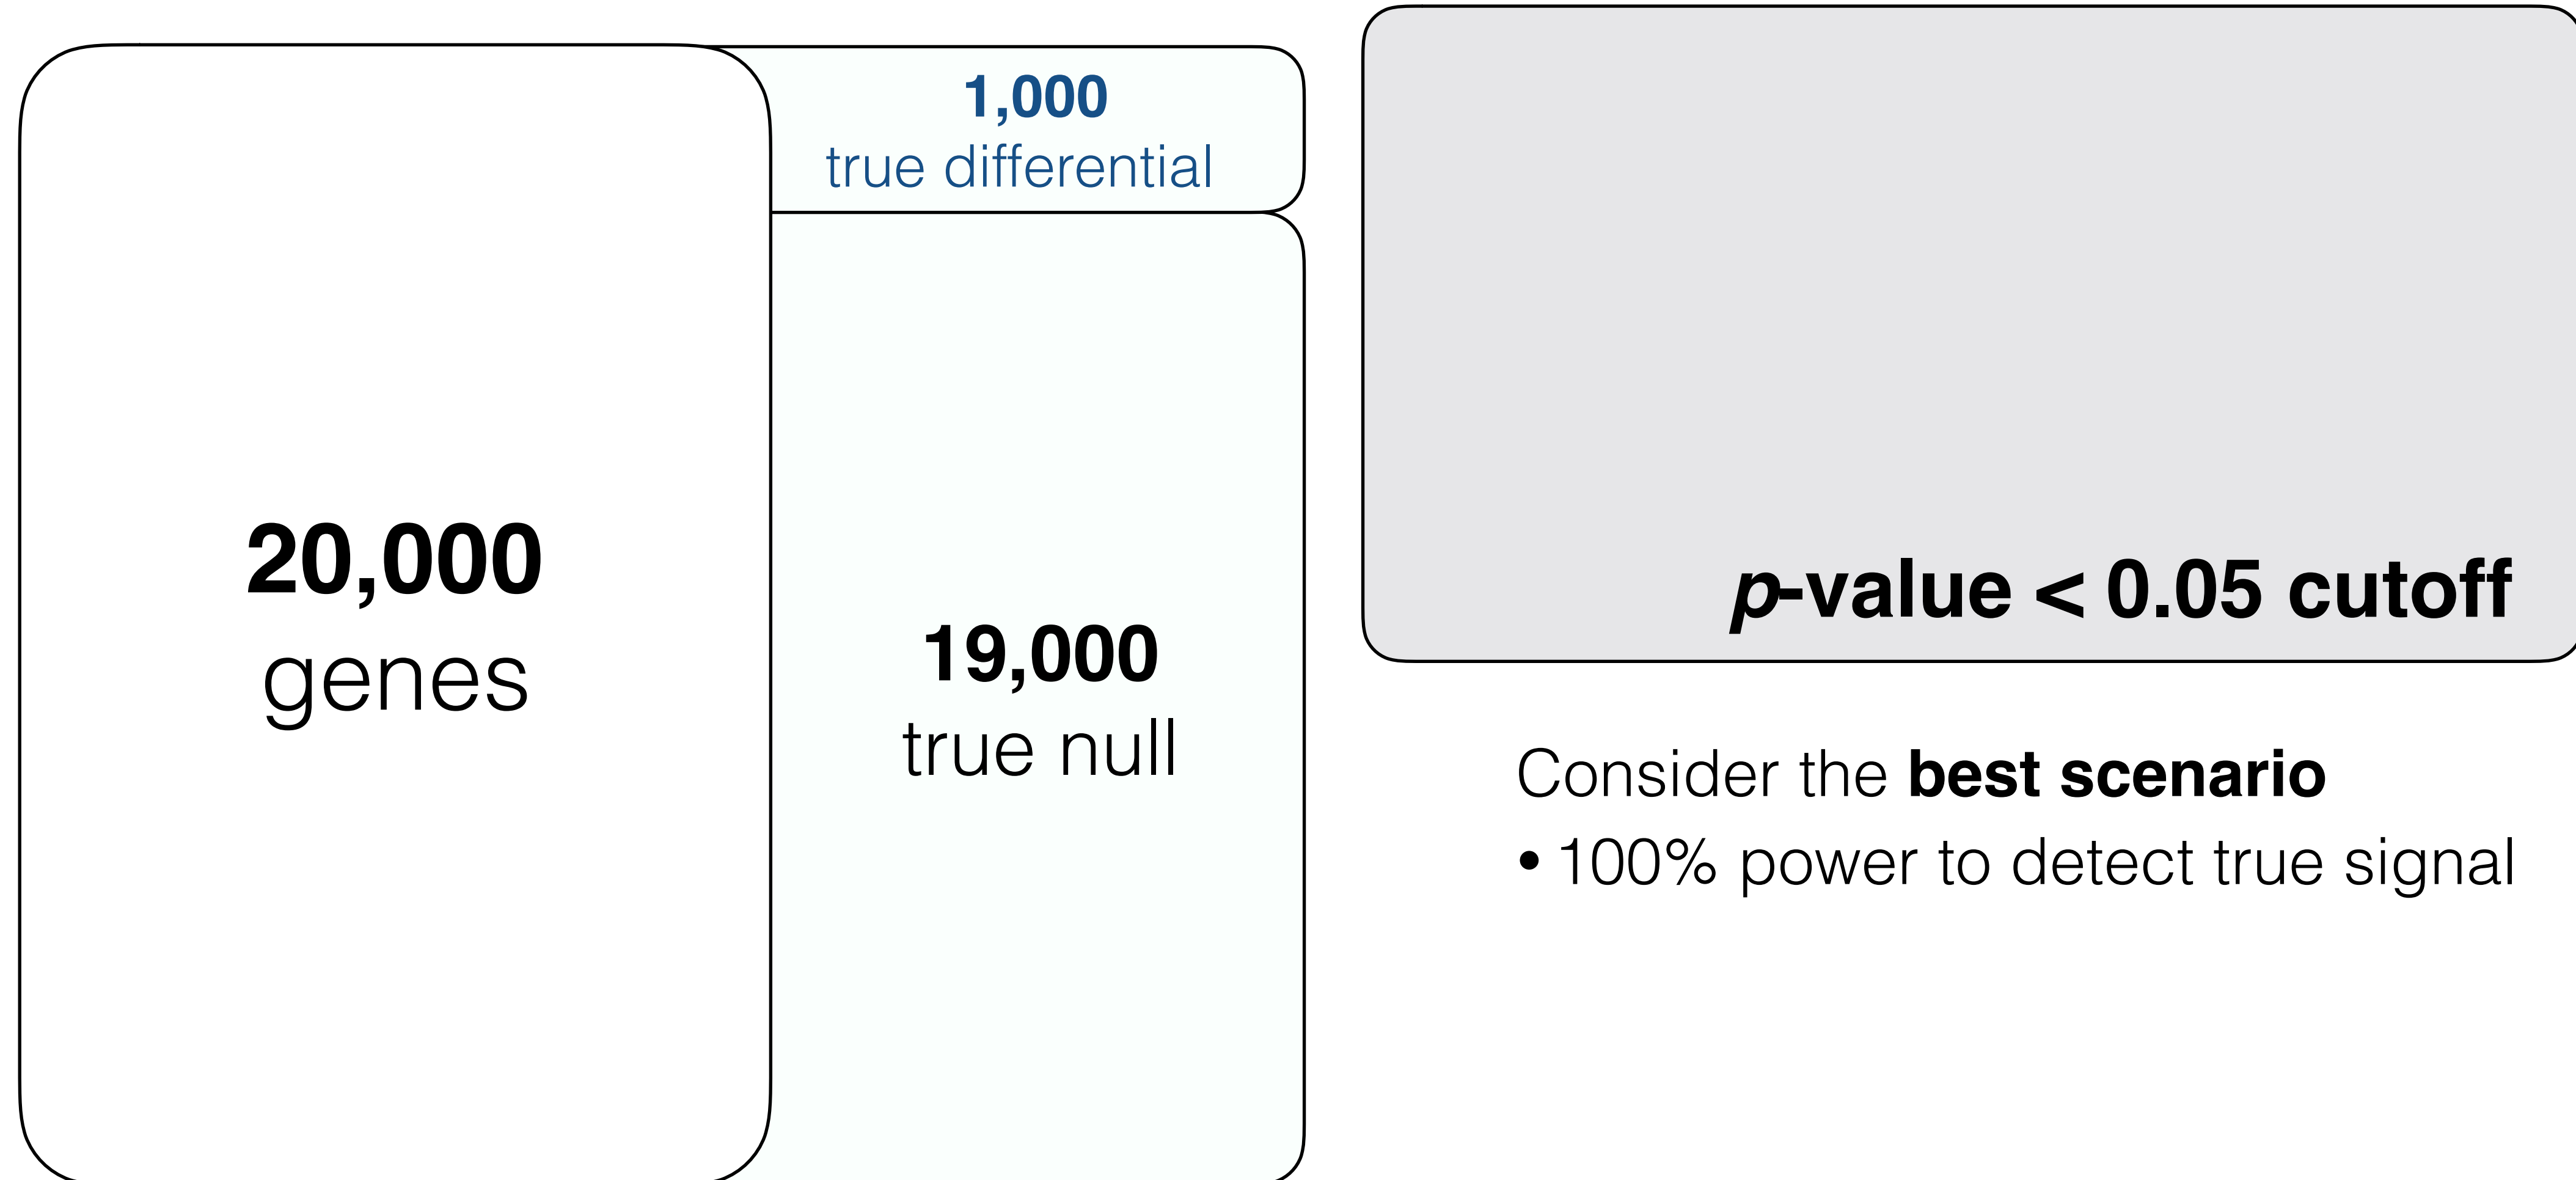 1,000
true differential
20,000
genes
19,000
true null
p-value < 0.05 cutoff
Consider the best scenario
• 100% power to detect true signal